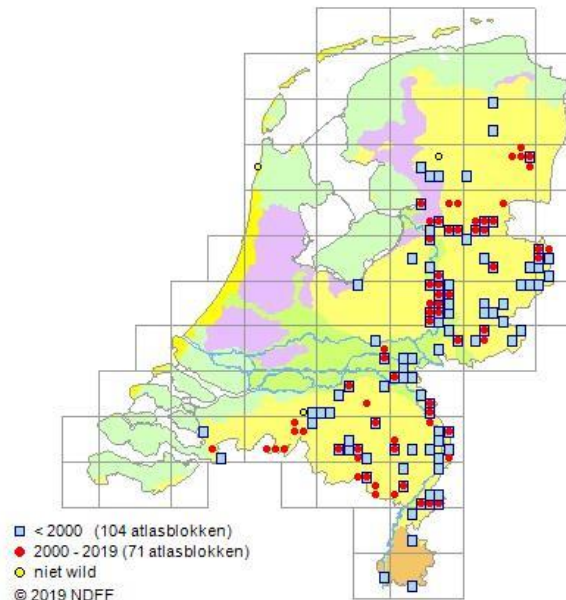 < 2000 (104 atlasblokken)
2000 - 2019 (71 atlasblokken)
niet wild
© 2019 NDFF